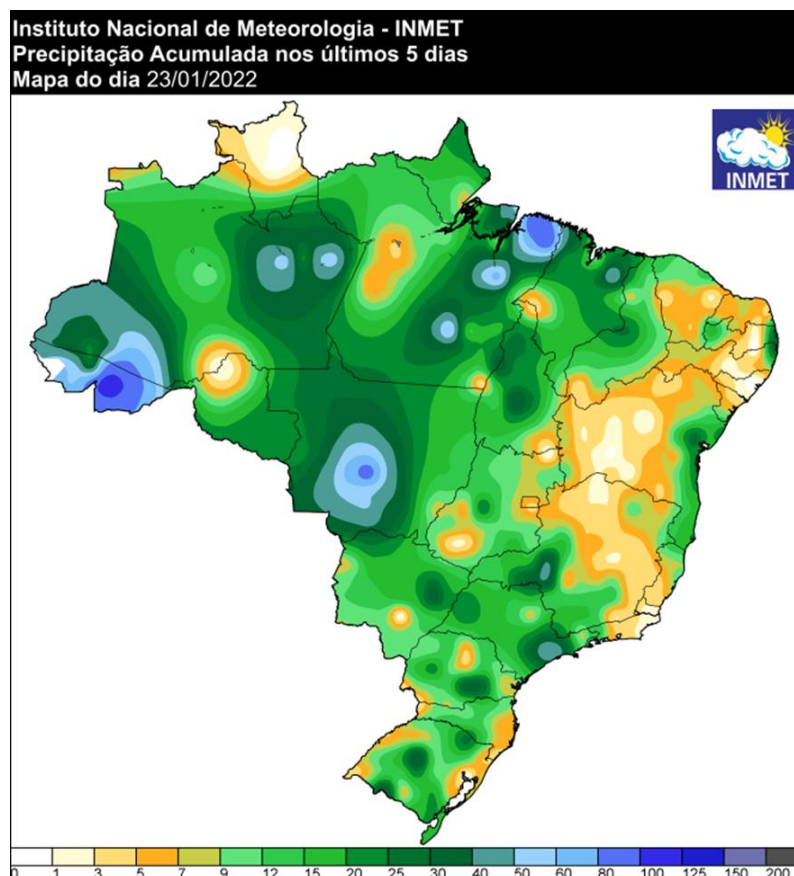 Instituto Nacional de Meteorologia - INMET
Precipitação Acumulada nos últimos 5 dias
Mapa do dia 23/01/2022
INMET
0 1 3 5 7 9 12 15 20 25 30 40 50 60 80 100 125 150 200